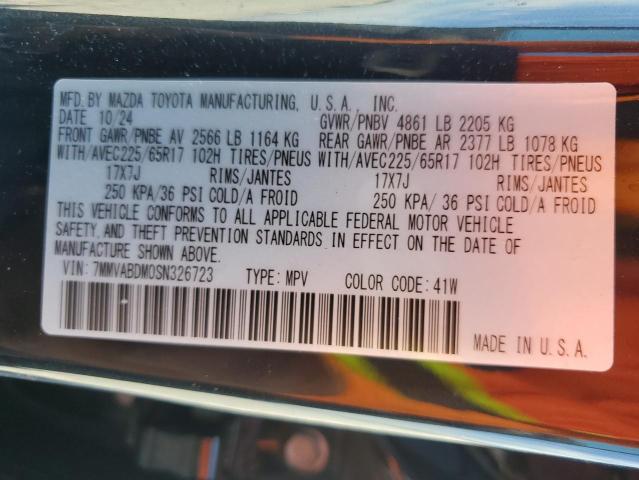 MFD.BY MAZDA TOYOTA MANUFACTURING, U.S.A., INC.
DATE 10/24 GVWR/PNBV 4861 LB 2205 KG
FRONT GAWR/PNBE AV 2566 LB 1164 KG REAR GAWR/PNBE AR 2377 LB 1078 KG
WITH/AVEC225/65R17 102H TIRES/PNEUS WITH/AVEC225/65R17 102H TIRES/PNEUS
17X7J RIMS/JANTES 17X7J RIMS/JANTES
250 KPA/36 PSI COLD/A FROID 250 KPA/ 36 PSI COLD/A FROID
THIS VEHICLE CONFORMS TO ALL APPLICABLE FEDERAL MOTOR VEHICLE
SAFETY,AND THEFT PREVENTION STANDARDS IN EFFECT ON THE DATE OF
MANUFACTURE SHOWN ABOVE.
VIN:7MMVABDM0SN326723 TYPE: MPV COLOR CODE:41W
MADE IN U.S.A.